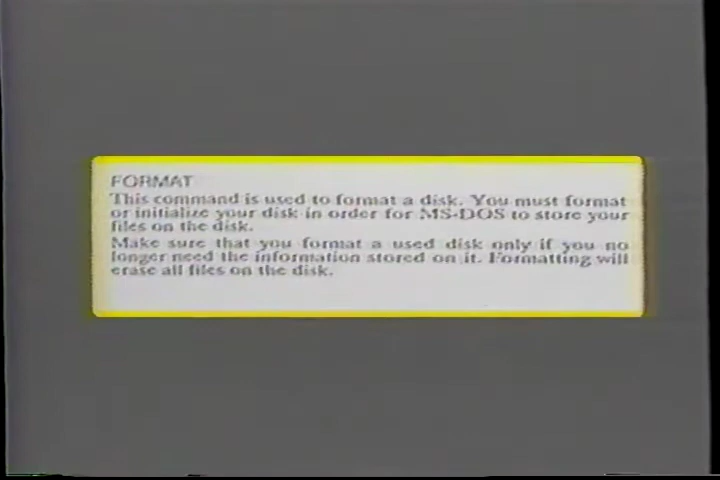 FORMAT
This command is used to format a disk. You must format
or initialize your disk in order for MS-DOS to store your
files on the disk.
Make sure that you format a used disk only if you no
longer need the information stored on it. Formatting will
erase all files on the disk.